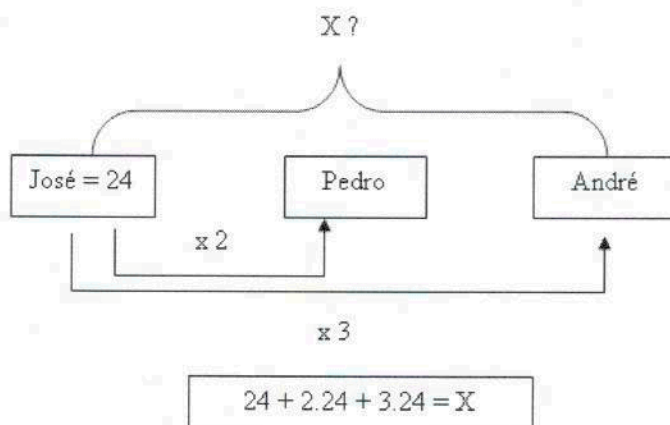 X ?
José = 24
Pedro
André
x 2
x 3
24 + 2.24 + 3.24 = X